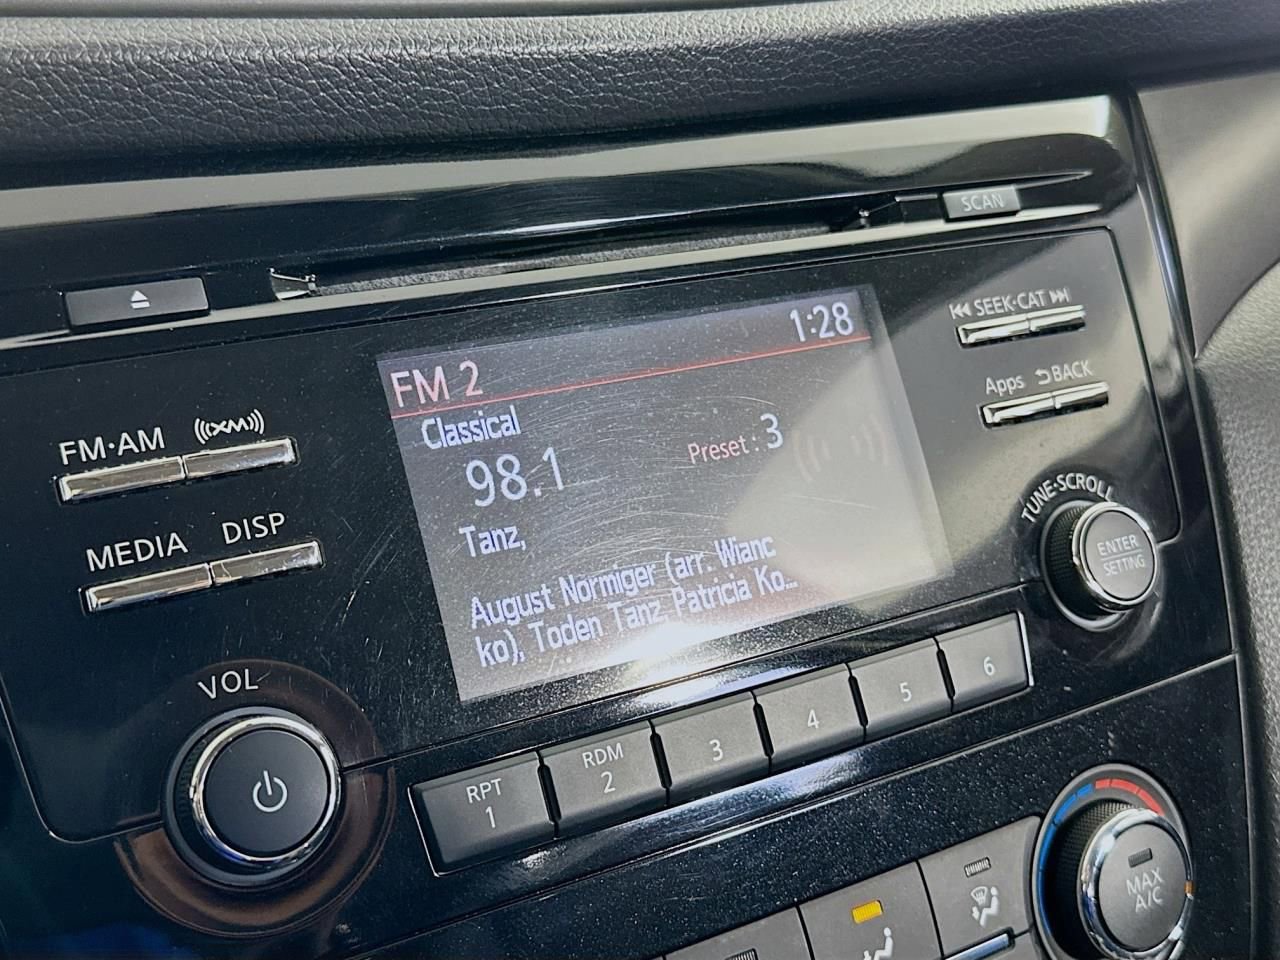 SCAN
1:28
FM 2
SEEK·CAT
Classical
98.1
Preset : 3
Apps BACK
FM·AM XM
Tanz,
TUNE·SCROLL
MEDIA DISP
ENTER
SETTING
August Normiger (arr. Wianc
ko), Toden Tanz, Patricia Ko...
VOL
RPT
1
RDM
2
3
4
5
6
MAX
A/C